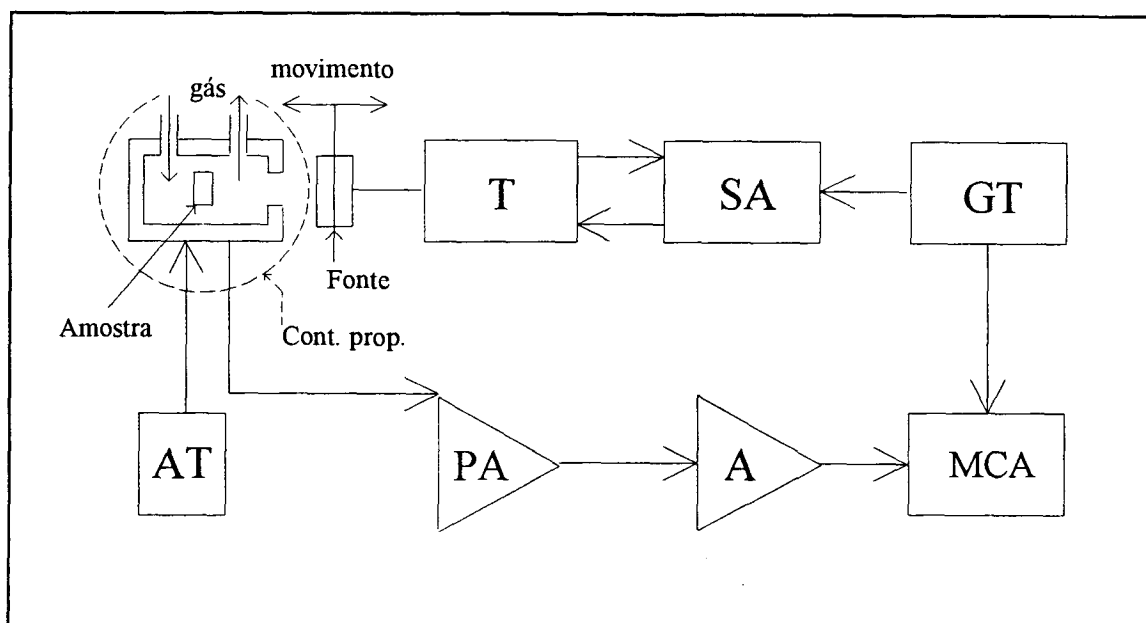 movimento
gás
T
SA
GT
Fonte
Amostra
Cont. prop.
AT
PA
A
MCA